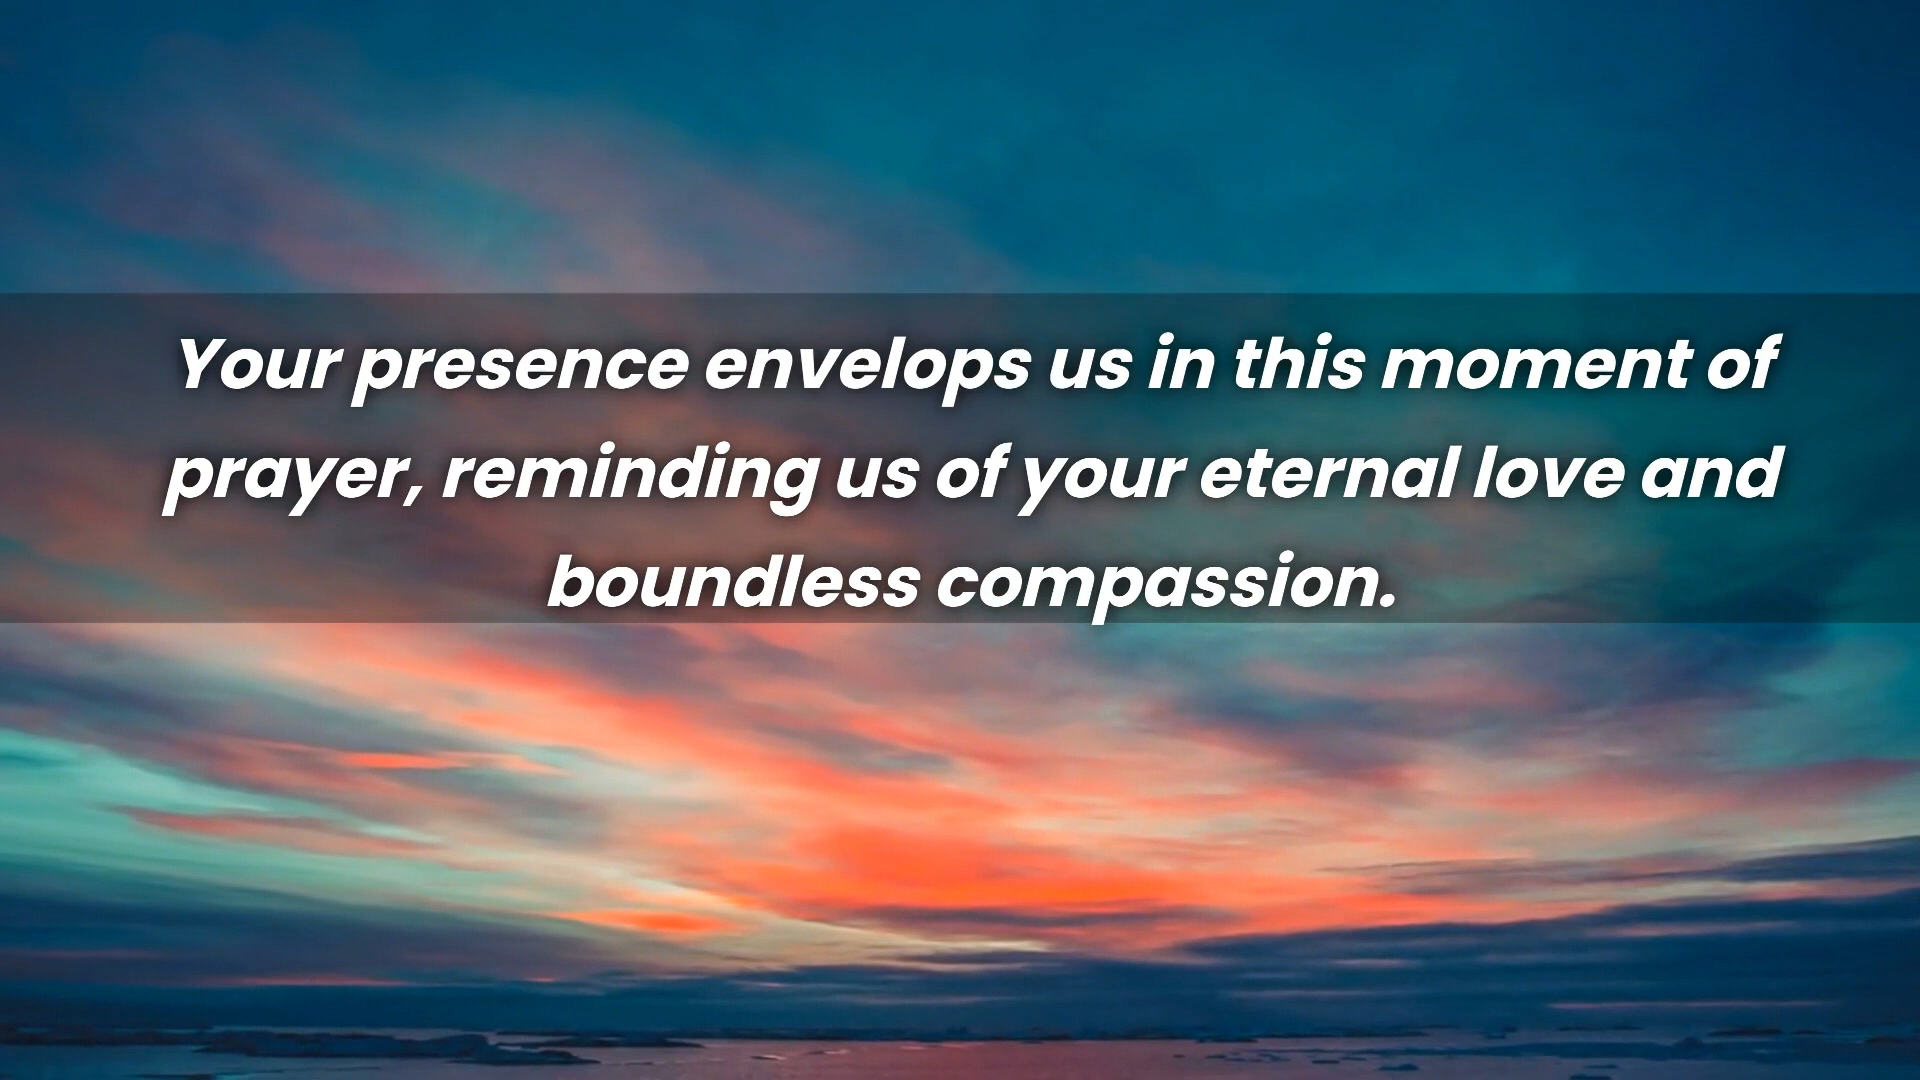 Your presence envelops us in this moment of
prayer, reminding us of your eternal love and
boundless compassion.